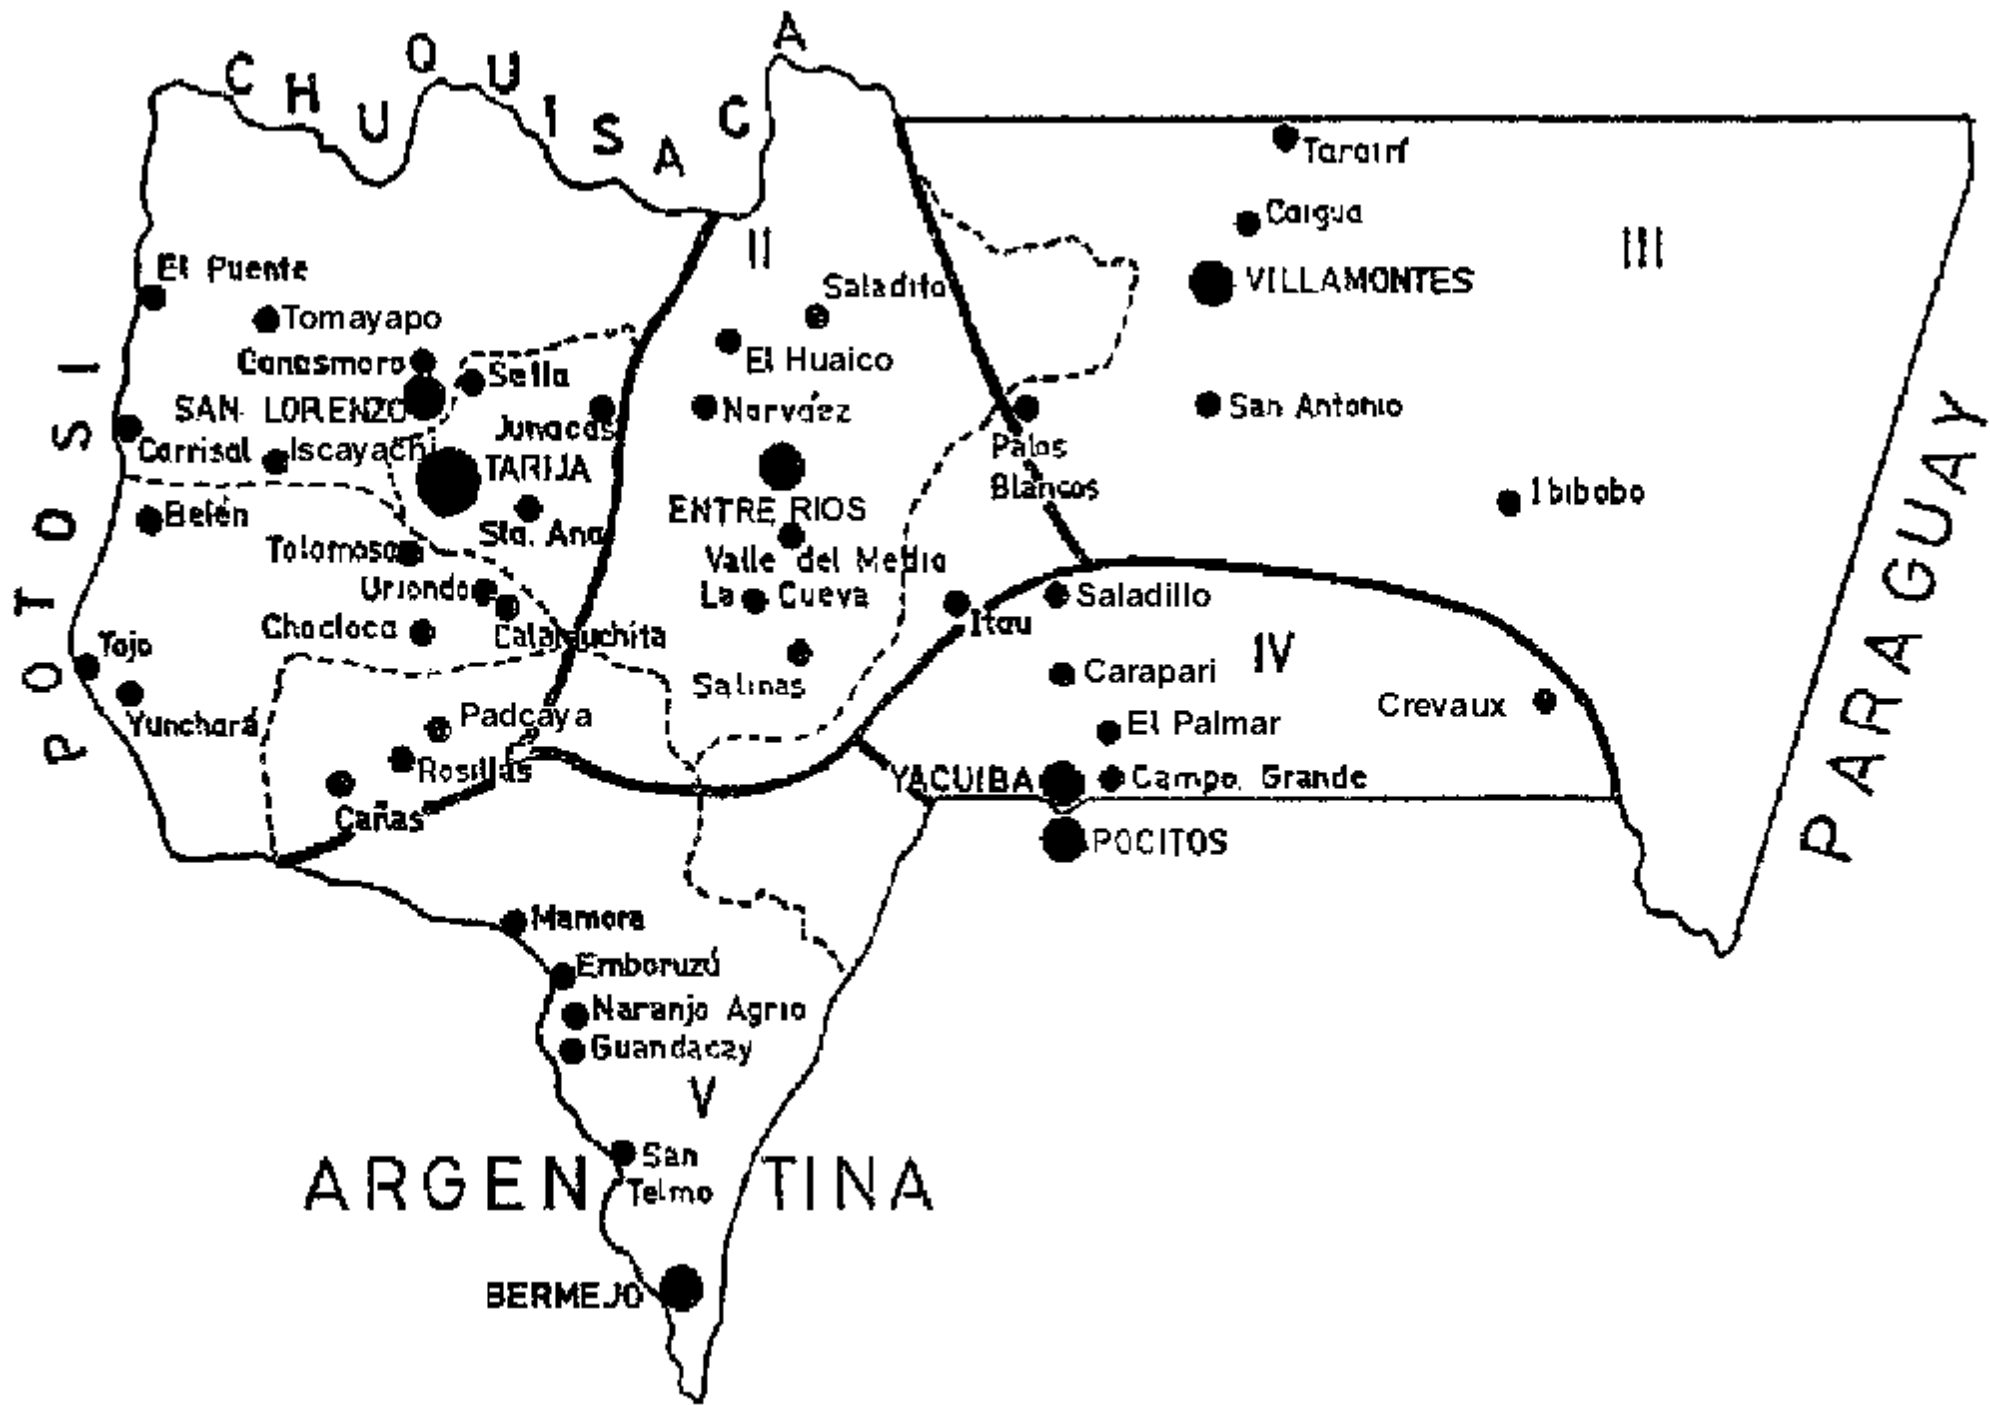 CHUQUISACA
Tarairí
Caigua
II
III
El Puente
VILLAMONTES
Saladito
Tomayapo
Canasmoro
El Huaico
Sella
SAN LORENZO
Narváez
San Antonio
Junacas
POTOSI
Carrisal
Iscayachi
Palos
Blancos
TARIJA
Ibibobo
ENTRE RIOS
Belén
Sta. Ana
PARAGUAY
Tolomosa
Valle del Medio
Uriondo
La Cueva
Saladillo
Itau
Chocloca
Calamuchita
IV
Tojo
Carapari
Salinas
Crevaux
Yunchará
Padcaya
El Palmar
Rosillas
YACUIBA
Campo Grande
Cañas
POCITOS
Mamora
Emboruzú
Naranjo Agrio
Guandacay
V
San
Telmo
ARGENTINA
BERMEJO